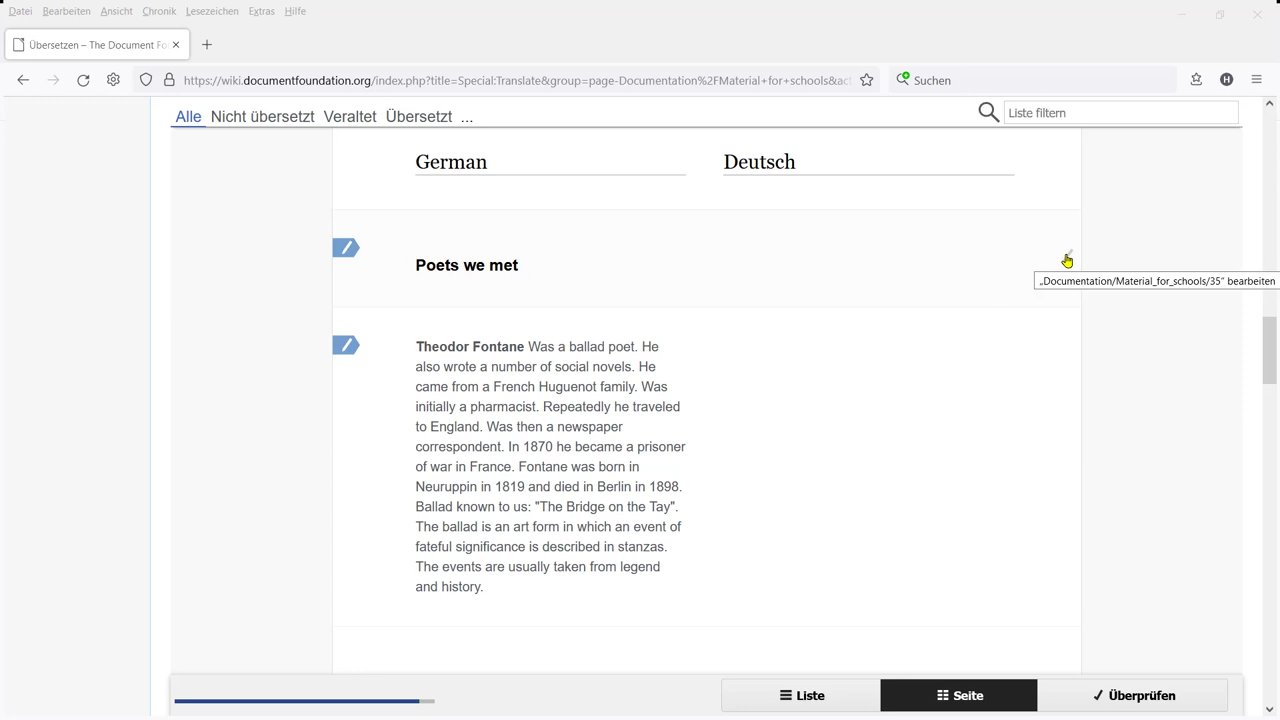 Datei Bearbeiten Ansicht Chronik Lesezeichen Extras Hilfe
Übersetzen – The Document Fo
https://wiki.documentfoundation.org/index.php?title=Special:Translate&group=page-Documentation%2FMaterial+for+schools&act
Suchen
Alle Nicht übersetzt Veraltet Übersetzt ...
Liste filtern
German Deutsch
Poets we met
„Documentation/Material_for_schools/35“ bearbeiten
Theodor Fontane Was a ballad poet. He
also wrote a number of social novels. He
came from a French Huguenot family. Was
initially a pharmacist. Repeatedly he traveled
to England. Was then a newspaper
correspondent. In 1870 he became a prisoner
of war in France. Fontane was born in
Neuruppin in 1819 and died in Berlin in 1898.
Ballad known to us: "The Bridge on the Tay".
The ballad is an art form in which an event of
fateful significance is described in stanzas.
The events are usually taken from legend
and history.
Liste Seite Überprüfen